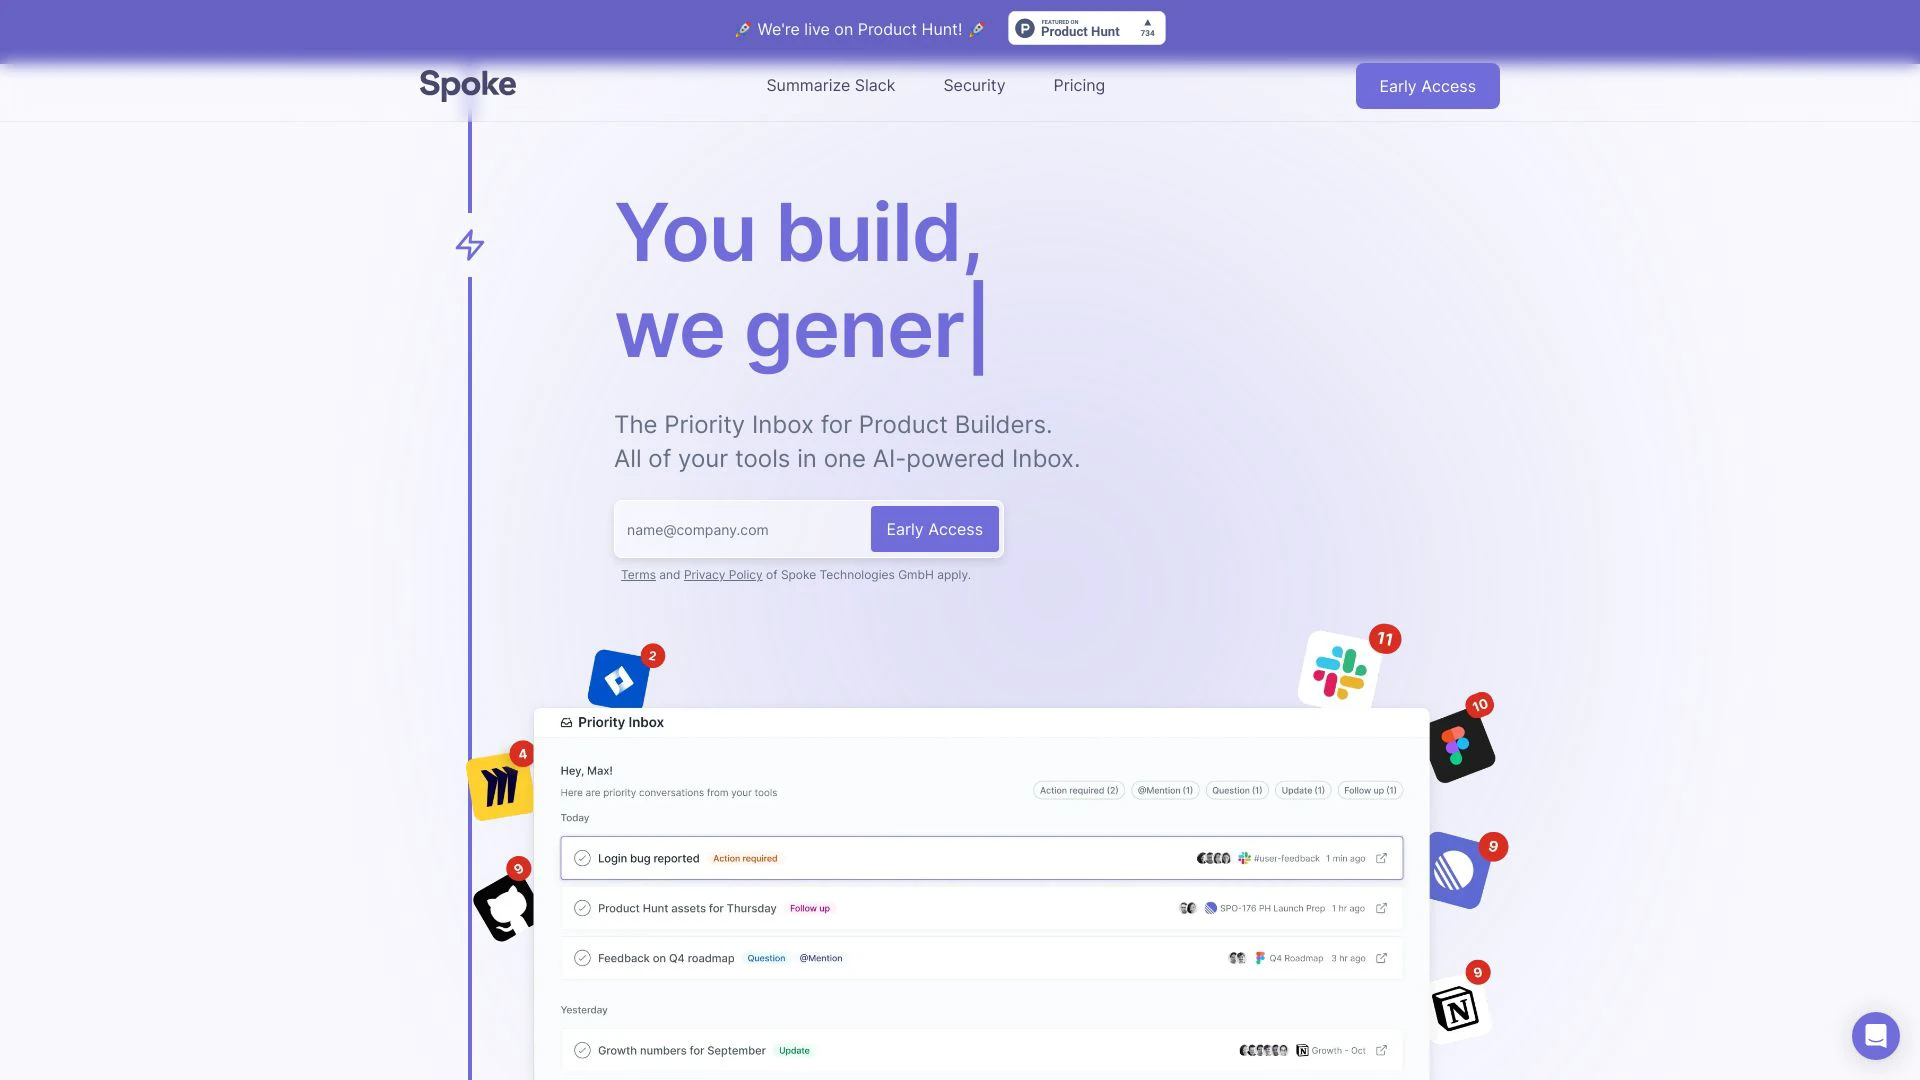 🚀 We're live on Product Hunt! 🚀
FEATURED ON
Product Hunt
▲
734
Spoke
Summarize Slack
Security
Pricing
Early Access
You build,
we gener|
The Priority Inbox for Product Builders.
All of your tools in one AI-powered Inbox.
name@company.com
Early Access
Terms and Privacy Policy of Spoke Technologies GmbH apply.
2
11
10
4
9
9
9
Priority Inbox
Hey, Max!
Here are priority conversations from your tools
Action required (2)
@Mention (1)
Question (1)
Update (1)
Follow up (1)
Today
Login bug reported
Action required
#user-feedback
1 min ago
Product Hunt assets for Thursday
Follow up
SPO-176 PH Launch Prep
1 hr ago
Feedback on Q4 roadmap
Question
@Mention
Q4 Roadmap
3 hr ago
Yesterday
Growth numbers for September
Update
Growth - Oct